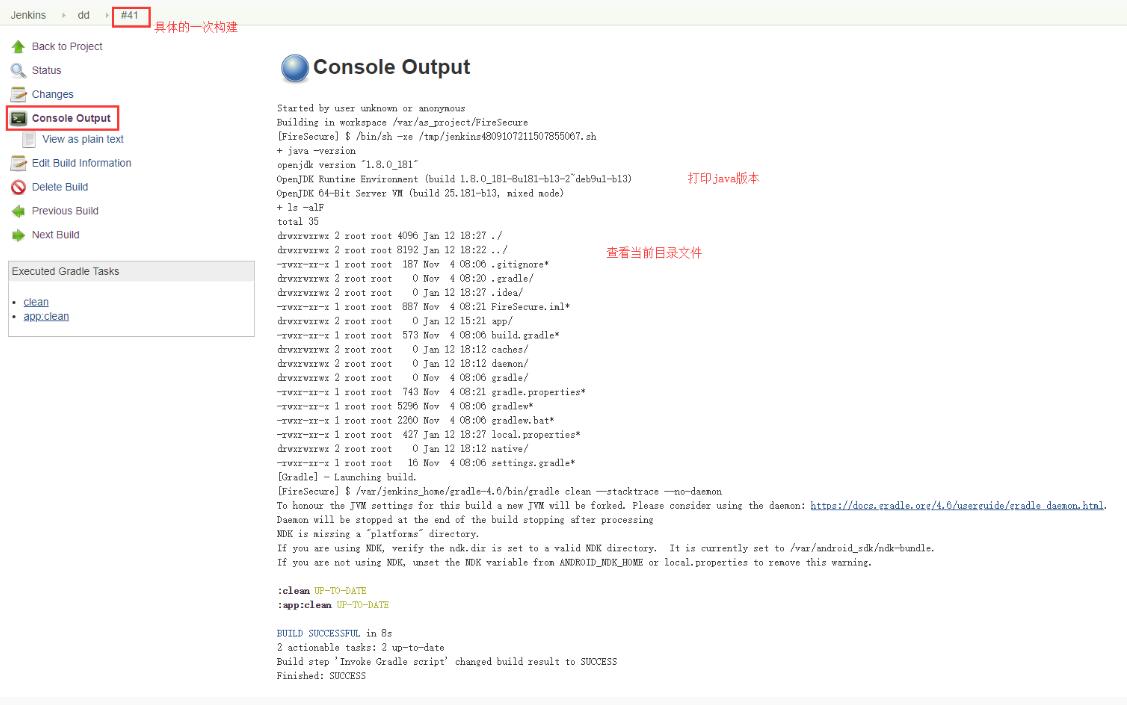 Jenkins dd #41
具体的一次构建
Back to Project
Status
Changes
Console Output
View as plain text
Edit Build Information
Delete Build
Previous Build
Next Build
Executed Gradle Tasks
clean
app:clean
Console Output
Started by user unknown or anonymous
Building in workspace /var/as_project/FireSecure
[FireSecure] $ /bin/sh -xe /tmp/jenkins4809107211507855067.sh
+ java -version
openjdk version "1.8.0_181"
OpenJDK Runtime Environment (build 1.8.0_181-8u181-b13-2~deb9u1-b13)
打印java版本
OpenJDK 64-Bit Server VM (build 25.181-b13, mixed mode)
+ ls -alF
total 35
drwxrwxrwx 2 root root 4096 Jan 12 18:27 ./
drwxrwxrwx 2 root root 8192 Jan 12 18:22 ../
查看当前目录文件
-rwxr-xr-x 1 root root  187 Nov  4 08:06 .gitignore*
drwxrwxrwx 2 root root    0 Nov  4 08:20 .gradle/
drwxrwxrwx 2 root root    0 Jan 12 18:27 .idea/
-rwxr-xr-x 1 root root  887 Nov  4 08:21 FireSecure.iml*
drwxrwxrwx 2 root root    0 Jan 12 15:21 app/
-rwxr-xr-x 1 root root  573 Nov  4 08:06 build.gradle*
drwxrwxrwx 2 root root    0 Jan 12 18:12 caches/
drwxrwxrwx 2 root root    0 Jan 12 18:12 daemon/
drwxrwxrwx 2 root root    0 Nov  4 08:06 gradle/
-rwxr-xr-x 1 root root  743 Nov  4 08:21 gradle.properties*
-rwxr-xr-x 1 root root 5296 Nov  4 08:06 gradlew*
-rwxr-xr-x 1 root root 2260 Nov  4 08:06 gradlew.bat*
-rwxr-xr-x 1 root root  427 Jan 12 18:27 local.properties*
drwxrwxrwx 2 root root    0 Jan 12 18:12 native/
-rwxr-xr-x 1 root root   16 Nov  4 08:06 settings.gradle*
[Gradle] - Launching build.
[FireSecure] $ /var/jenkins_home/gradle-4.6/bin/gradle clean --stacktrace --no-daemon
To honour the JVM settings for this build a new JVM will be forked. Please consider using the daemon: https://docs.gradle.org/4.6/userguide/gradle_daemon.html.
Daemon will be stopped at the end of the build stopping after processing
NDK is missing a "platforms" directory.
If you are using NDK, verify the ndk.dir is set to a valid NDK directory.  It is currently set to /var/android_sdk/ndk-bundle.
If you are not using NDK, unset the NDK variable from ANDROID_NDK_HOME or local.properties to remove this warning.
:clean UP-TO-DATE
:app:clean UP-TO-DATE
BUILD SUCCESSFUL in 8s
2 actionable tasks: 2 up-to-date
Build step 'Invoke Gradle script' changed build result to SUCCESS
Finished: SUCCESS